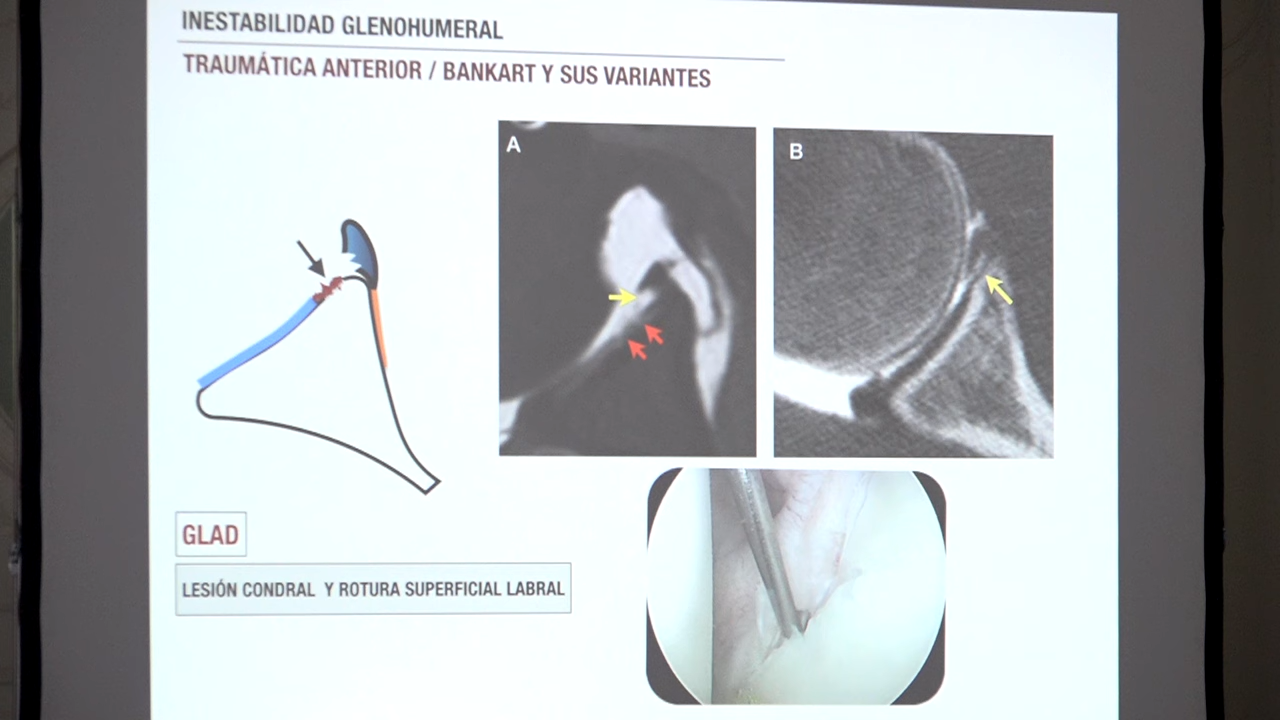 INESTABILIDAD GLENOHUMERAL
TRAUMÁTICA ANTERIOR / BANKART Y SUS VARIANTES
A
B
GLAD
LESIÓN CONDRAL Y ROTURA SUPERFICIAL LABRAL